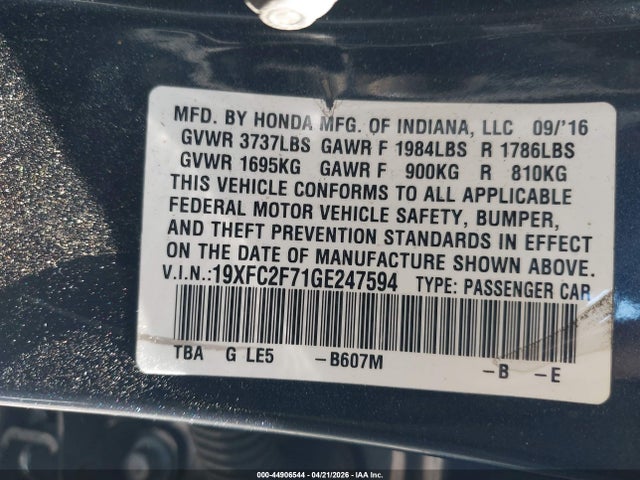 MFD. BY HONDA MFG. OF INDIANA, LLC 09/'16
GVWR 3737LBS GAWR F 1984LBS R 1786LBS
GVWR 1695KG GAWR F 900KG R 810KG
THIS VEHICLE CONFORMS TO ALL APPLICABLE
FEDERAL MOTOR VEHICLE SAFETY, BUMPER,
AND THEFT PREVENTION STANDARDS IN EFFECT
ON THE DATE OF MANUFACTURE SHOWN ABOVE.
V.I.N.:19XFC2F71GE247594 TYPE: PASSENGER CAR
TBA G LE5 -B607M -B -E
000-44906544 - 04/21/2026 - IAA Inc.